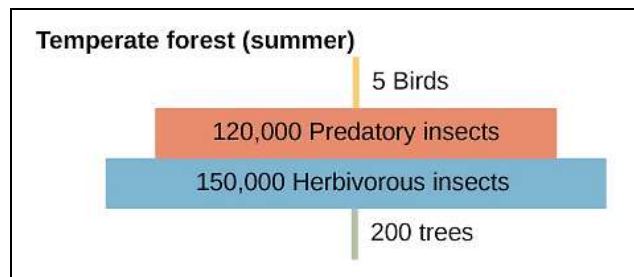 Temperate forest (summer)
5 Birds
120,000 Predatory insects
150,000 Herbivorous insects
200 trees